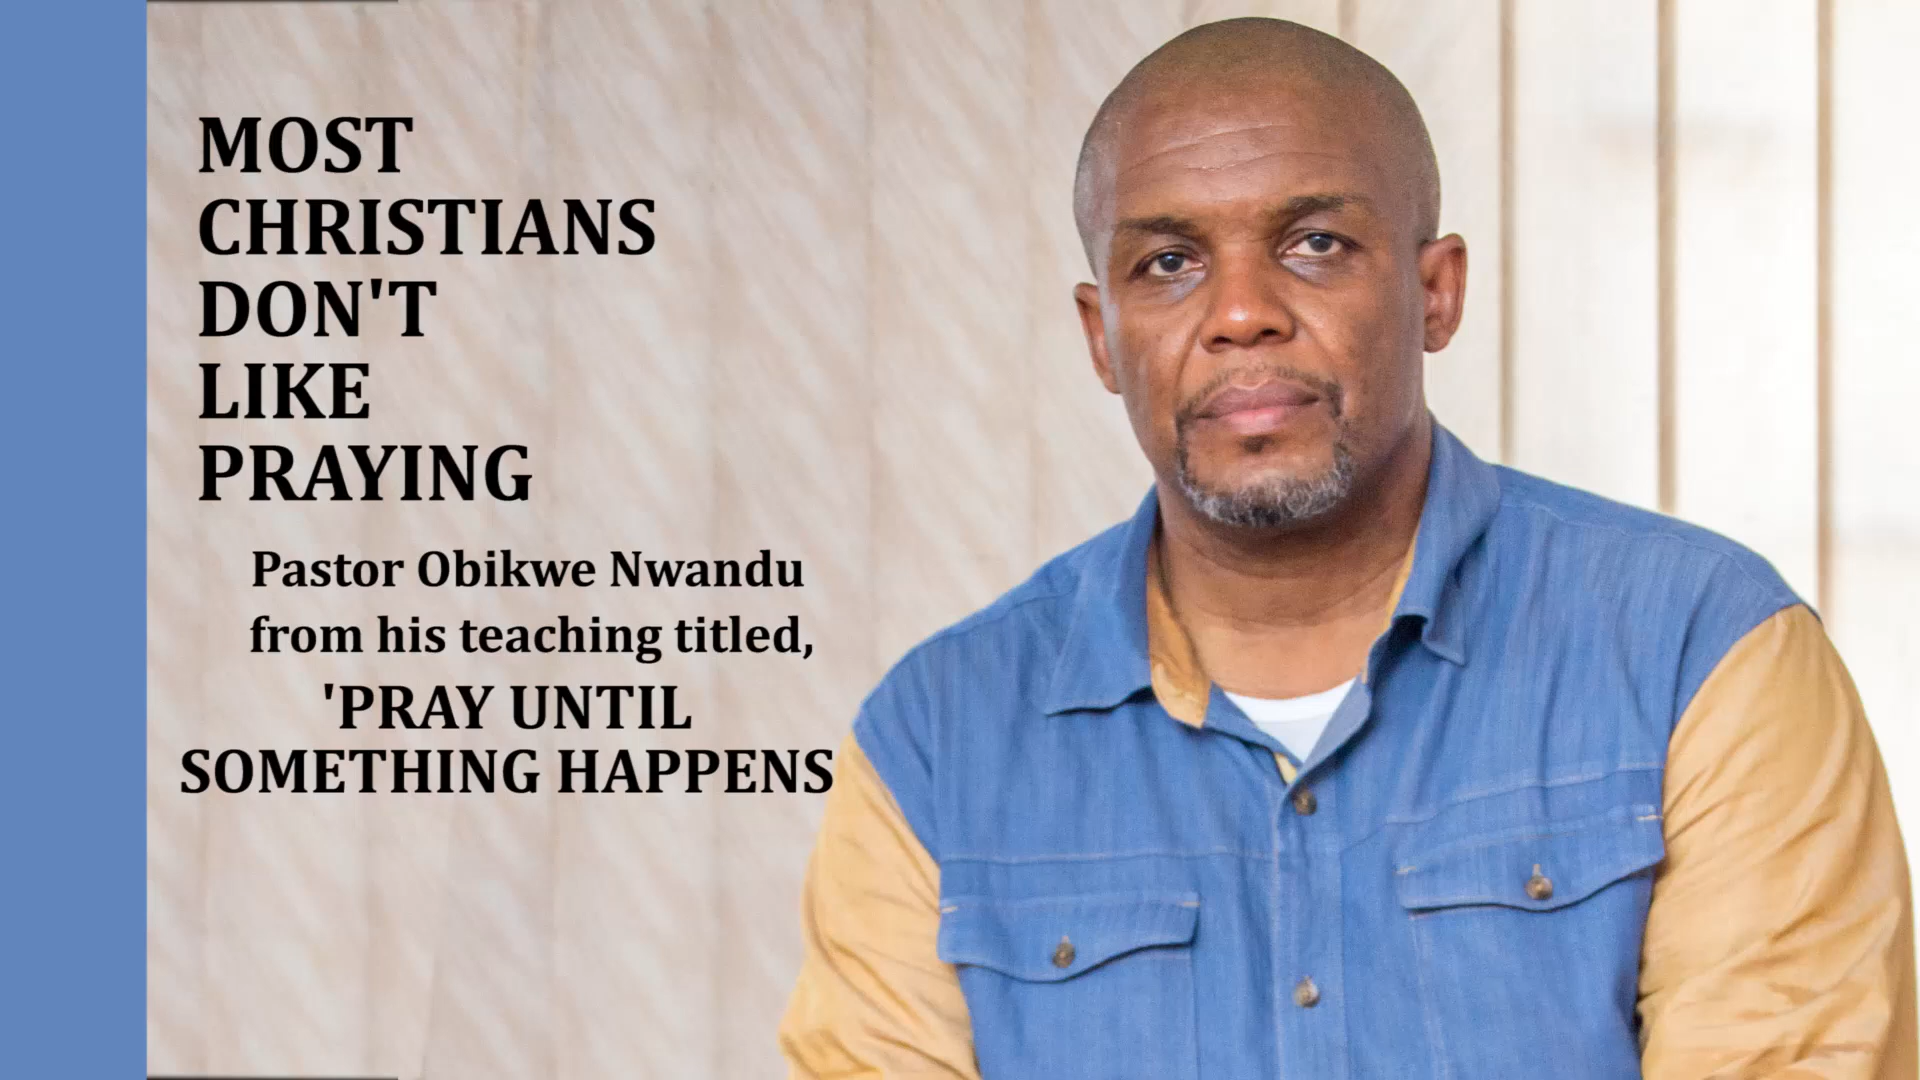 MOST
CHRISTIANS
DON'T
LIKE
PRAYING
Pastor Obikwe Nwandu
from his teaching titled,
'PRAY UNTIL
SOMETHING HAPPENS